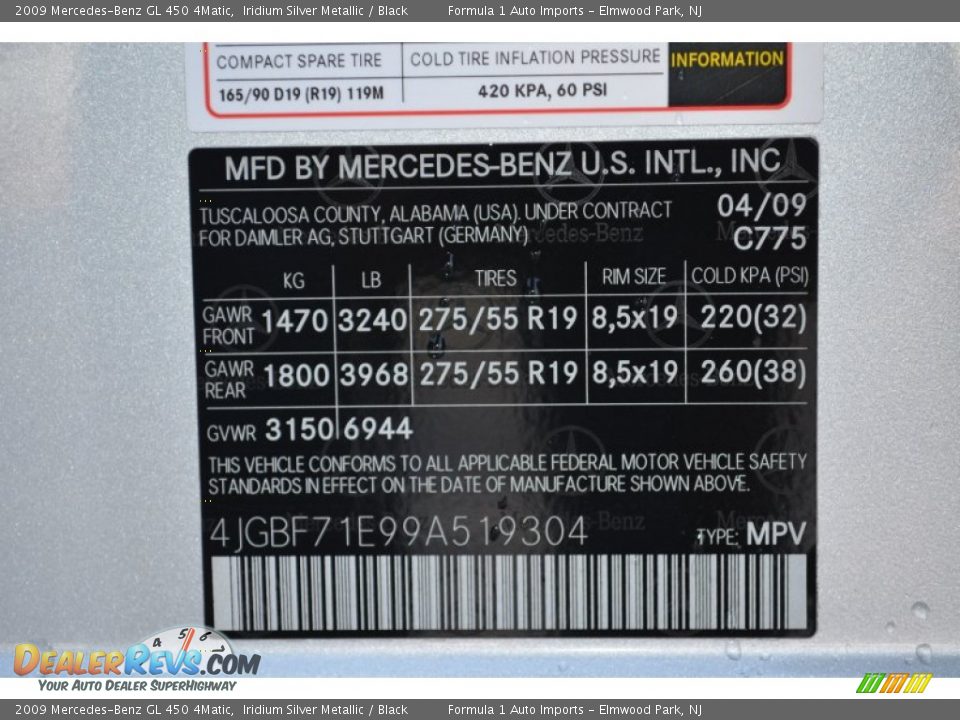 2009 Mercedes-Benz GL 450 4Matic, Iridium Silver Metallic / Black Formula 1 Auto Imports - Elmwood Park, NJ
COMPACT SPARE TIRE COLD TIRE INFLATION PRESSURE INFORMATION
165/90 D19 (R19) 119M 420 KPA, 60 PSI
MFD BY MERCEDES-BENZ U.S. INTL., INC
TUSCALOOSA COUNTY, ALABAMA (USA). UNDER CONTRACT 04/09
FOR DAIMLER AG, STUTTGART (GERMANY) C775
KG LB TIRES RIM SIZE COLD KPA (PSI)
GAWR FRONT 1470 3240 275/55 R19 8,5x19 220(32)
GAWR REAR 1800 3968 275/55 R19 8,5x19 260(38)
GVWR 3150 6944
THIS VEHICLE CONFORMS TO ALL APPLICABLE FEDERAL MOTOR VEHICLE SAFETY
STANDARDS IN EFFECT ON THE DATE OF MANUFACTURE SHOWN ABOVE.
4JGBF71E99A519304 TYPE: MPV
4 5 6
DEALERREVS.COM
YOUR AUTO DEALER SUPERHIGHWAY
2009 Mercedes-Benz GL 450 4Matic, Iridium Silver Metallic / Black Formula 1 Auto Imports - Elmwood Park, NJ